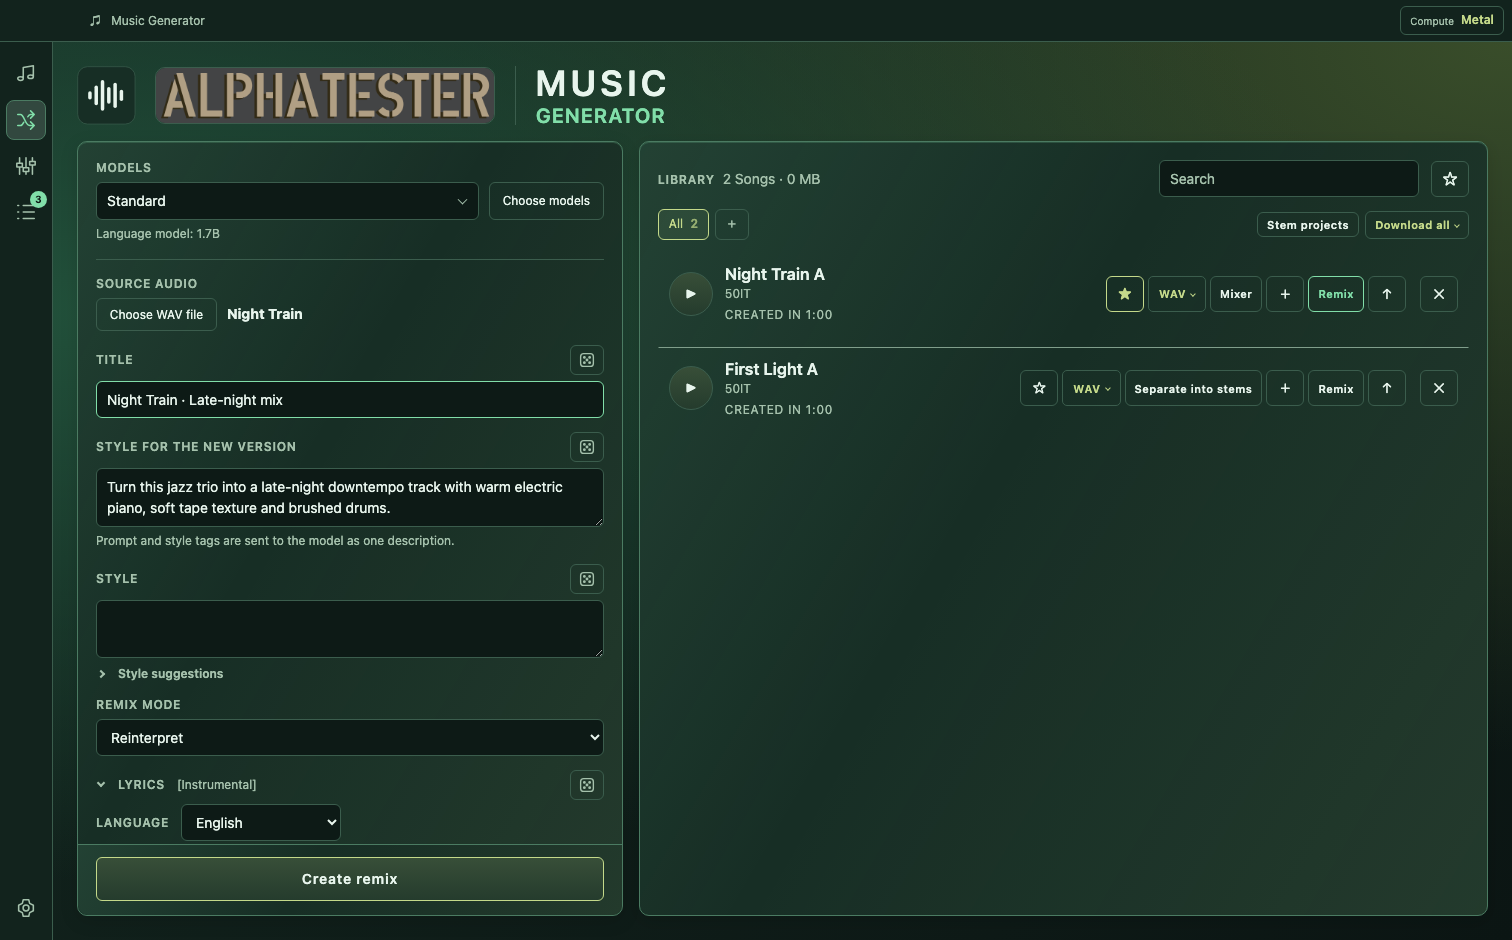 Music Generator
Compute Metal
3
ALPHATESTER
MUSIC
GENERATOR
MODELS
Standard
Choose models
Language model: 1.7B
SOURCE AUDIO
Choose WAV file
Night Train
TITLE
Night Train · Late-night mix
STYLE FOR THE NEW VERSION
Turn this jazz trio into a late-night downtempo track with warm electric
piano, soft tape texture and brushed drums.
Prompt and style tags are sent to the model as one description.
STYLE
Style suggestions
REMIX MODE
Reinterpret
LYRICS [Instrumental]
LANGUAGE English
Create remix
LIBRARY 2 Songs · 0 MB
Search
All 2
+
Stem projects
Download all
Night Train A
50IT
CREATED IN 1:00
WAV
Mixer
+
Remix
First Light A
50IT
CREATED IN 1:00
WAV
Separate into stems
+
Remix